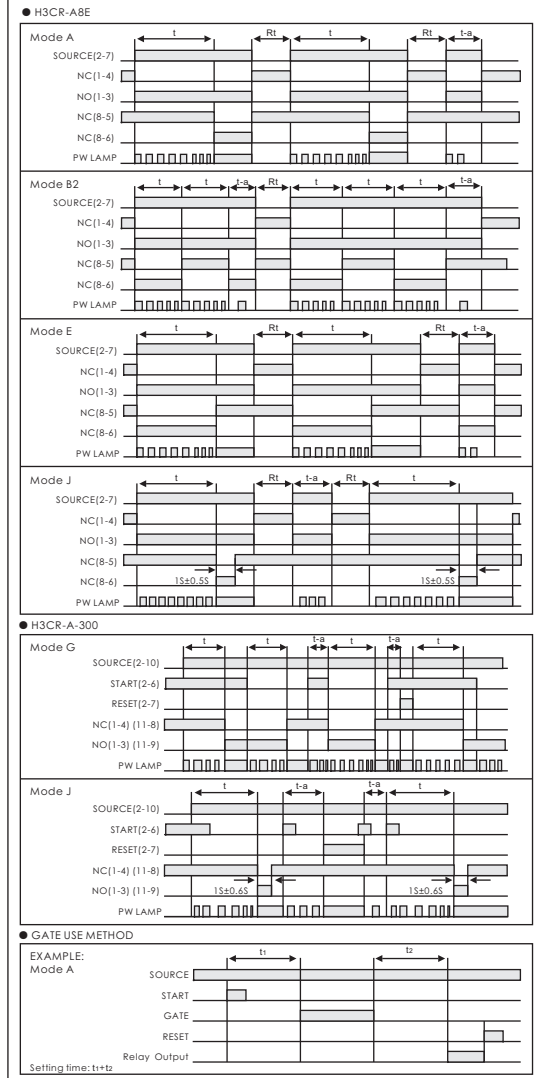 ● H3CR-A8E
Mode A
t Rt t Rt t-a
SOURCE(2-7)
NC(1-4)
NO(1-3)
NC(8-5)
NC(8-6)
PW LAMP
Mode B2
t t t-a Rt t t t t-a
SOURCE(2-7)
NC(1-4)
NO(1-3)
NC(8-5)
NC(8-6)
PW LAMP
Mode E
t Rt t Rt t-a
SOURCE(2-7)
NC(1-4)
NO(1-3)
NC(8-5)
NC(8-6)
PW LAMP
Mode J
t Rt t-a Rt t
SOURCE(2-7)
NC(1-4)
NO(1-3)
NC(8-5)
NC(8-6) 1S±0.5S 1S±0.5S
PW LAMP
● H3CR-A-300
Mode G
t t t-a t t-a t
SOURCE(2-10)
START(2-6)
RESET(2-7)
NC(1-4) (11-8)
NO(1-3) (11-9)
PW LAMP
Mode J
t t-a t-a t
SOURCE(2-10)
START(2-6)
RESET(2-7)
NC(1-4) (11-8)
NO(1-3) (11-9) 1S±0.6S 1S±0.6S
PW LAMP
● GATE USE METHOD
EXAMPLE:
Mode A
t1 t2
SOURCE
START
GATE
RESET
Relay Output
Setting time: t1+t2